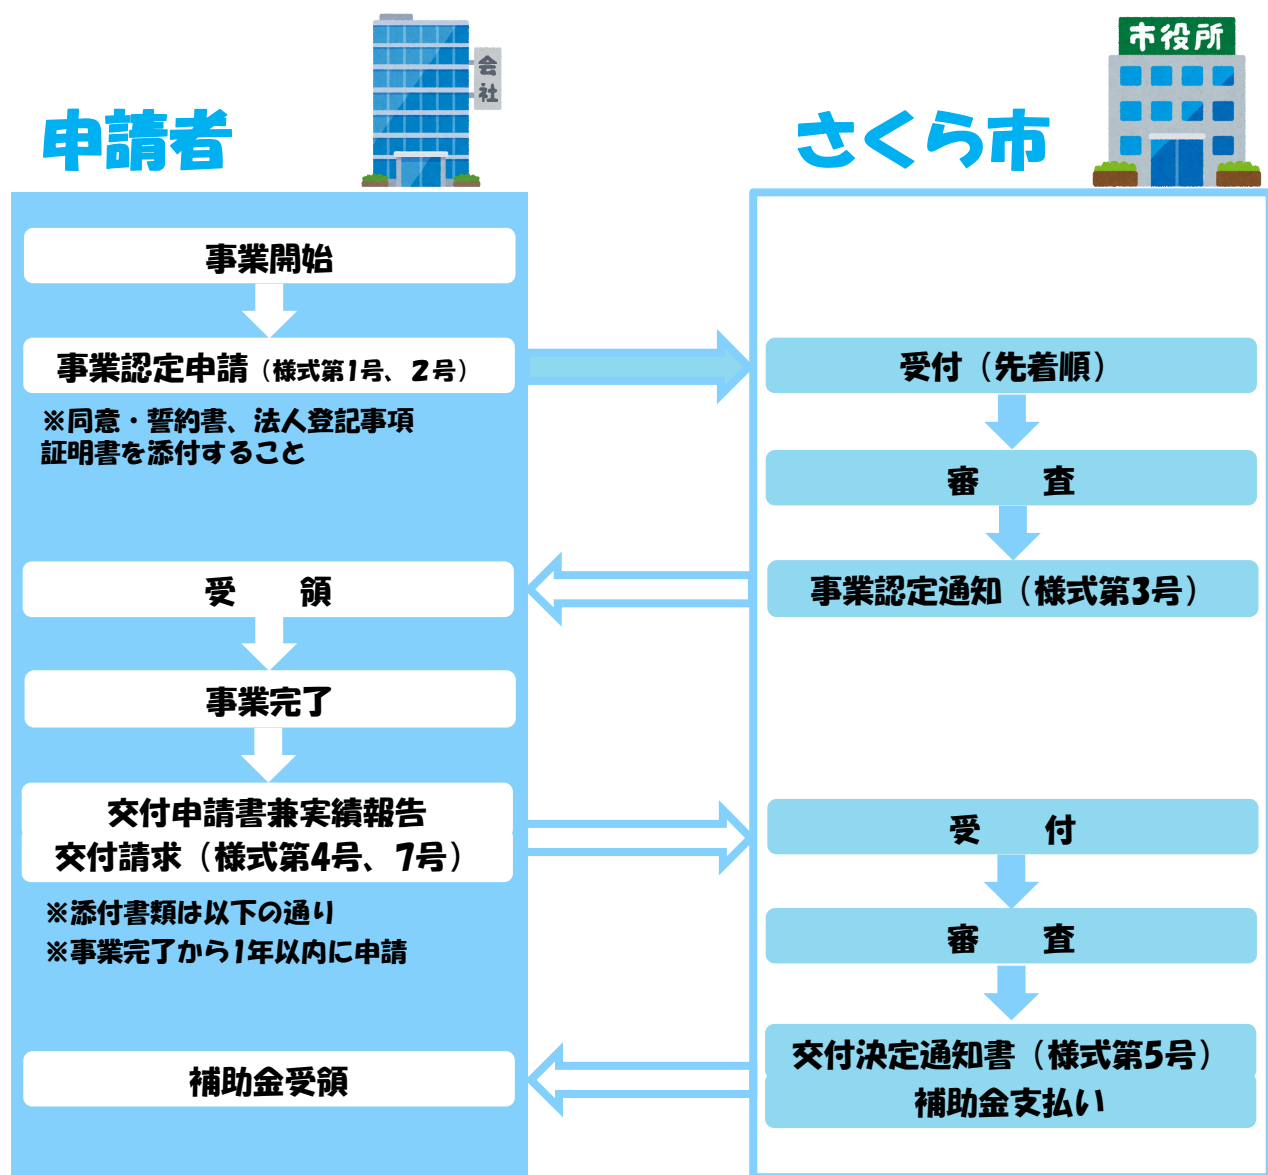 会社
市役所
申請者
さくら市
事業開始
事業認定申請（様式第1号、2号）
※同意・誓約書、法人登記事項
証明書を添付すること
受付（先着順）
審　査
事業認定通知（様式第3号）
受　領
事業完了
交付申請書兼実績報告
交付請求（様式第4号、7号）
※添付書類は以下の通り
※事業完了から1年以内に申請
受　付
審　査
交付決定通知書（様式第5号）
補助金支払い
補助金受領